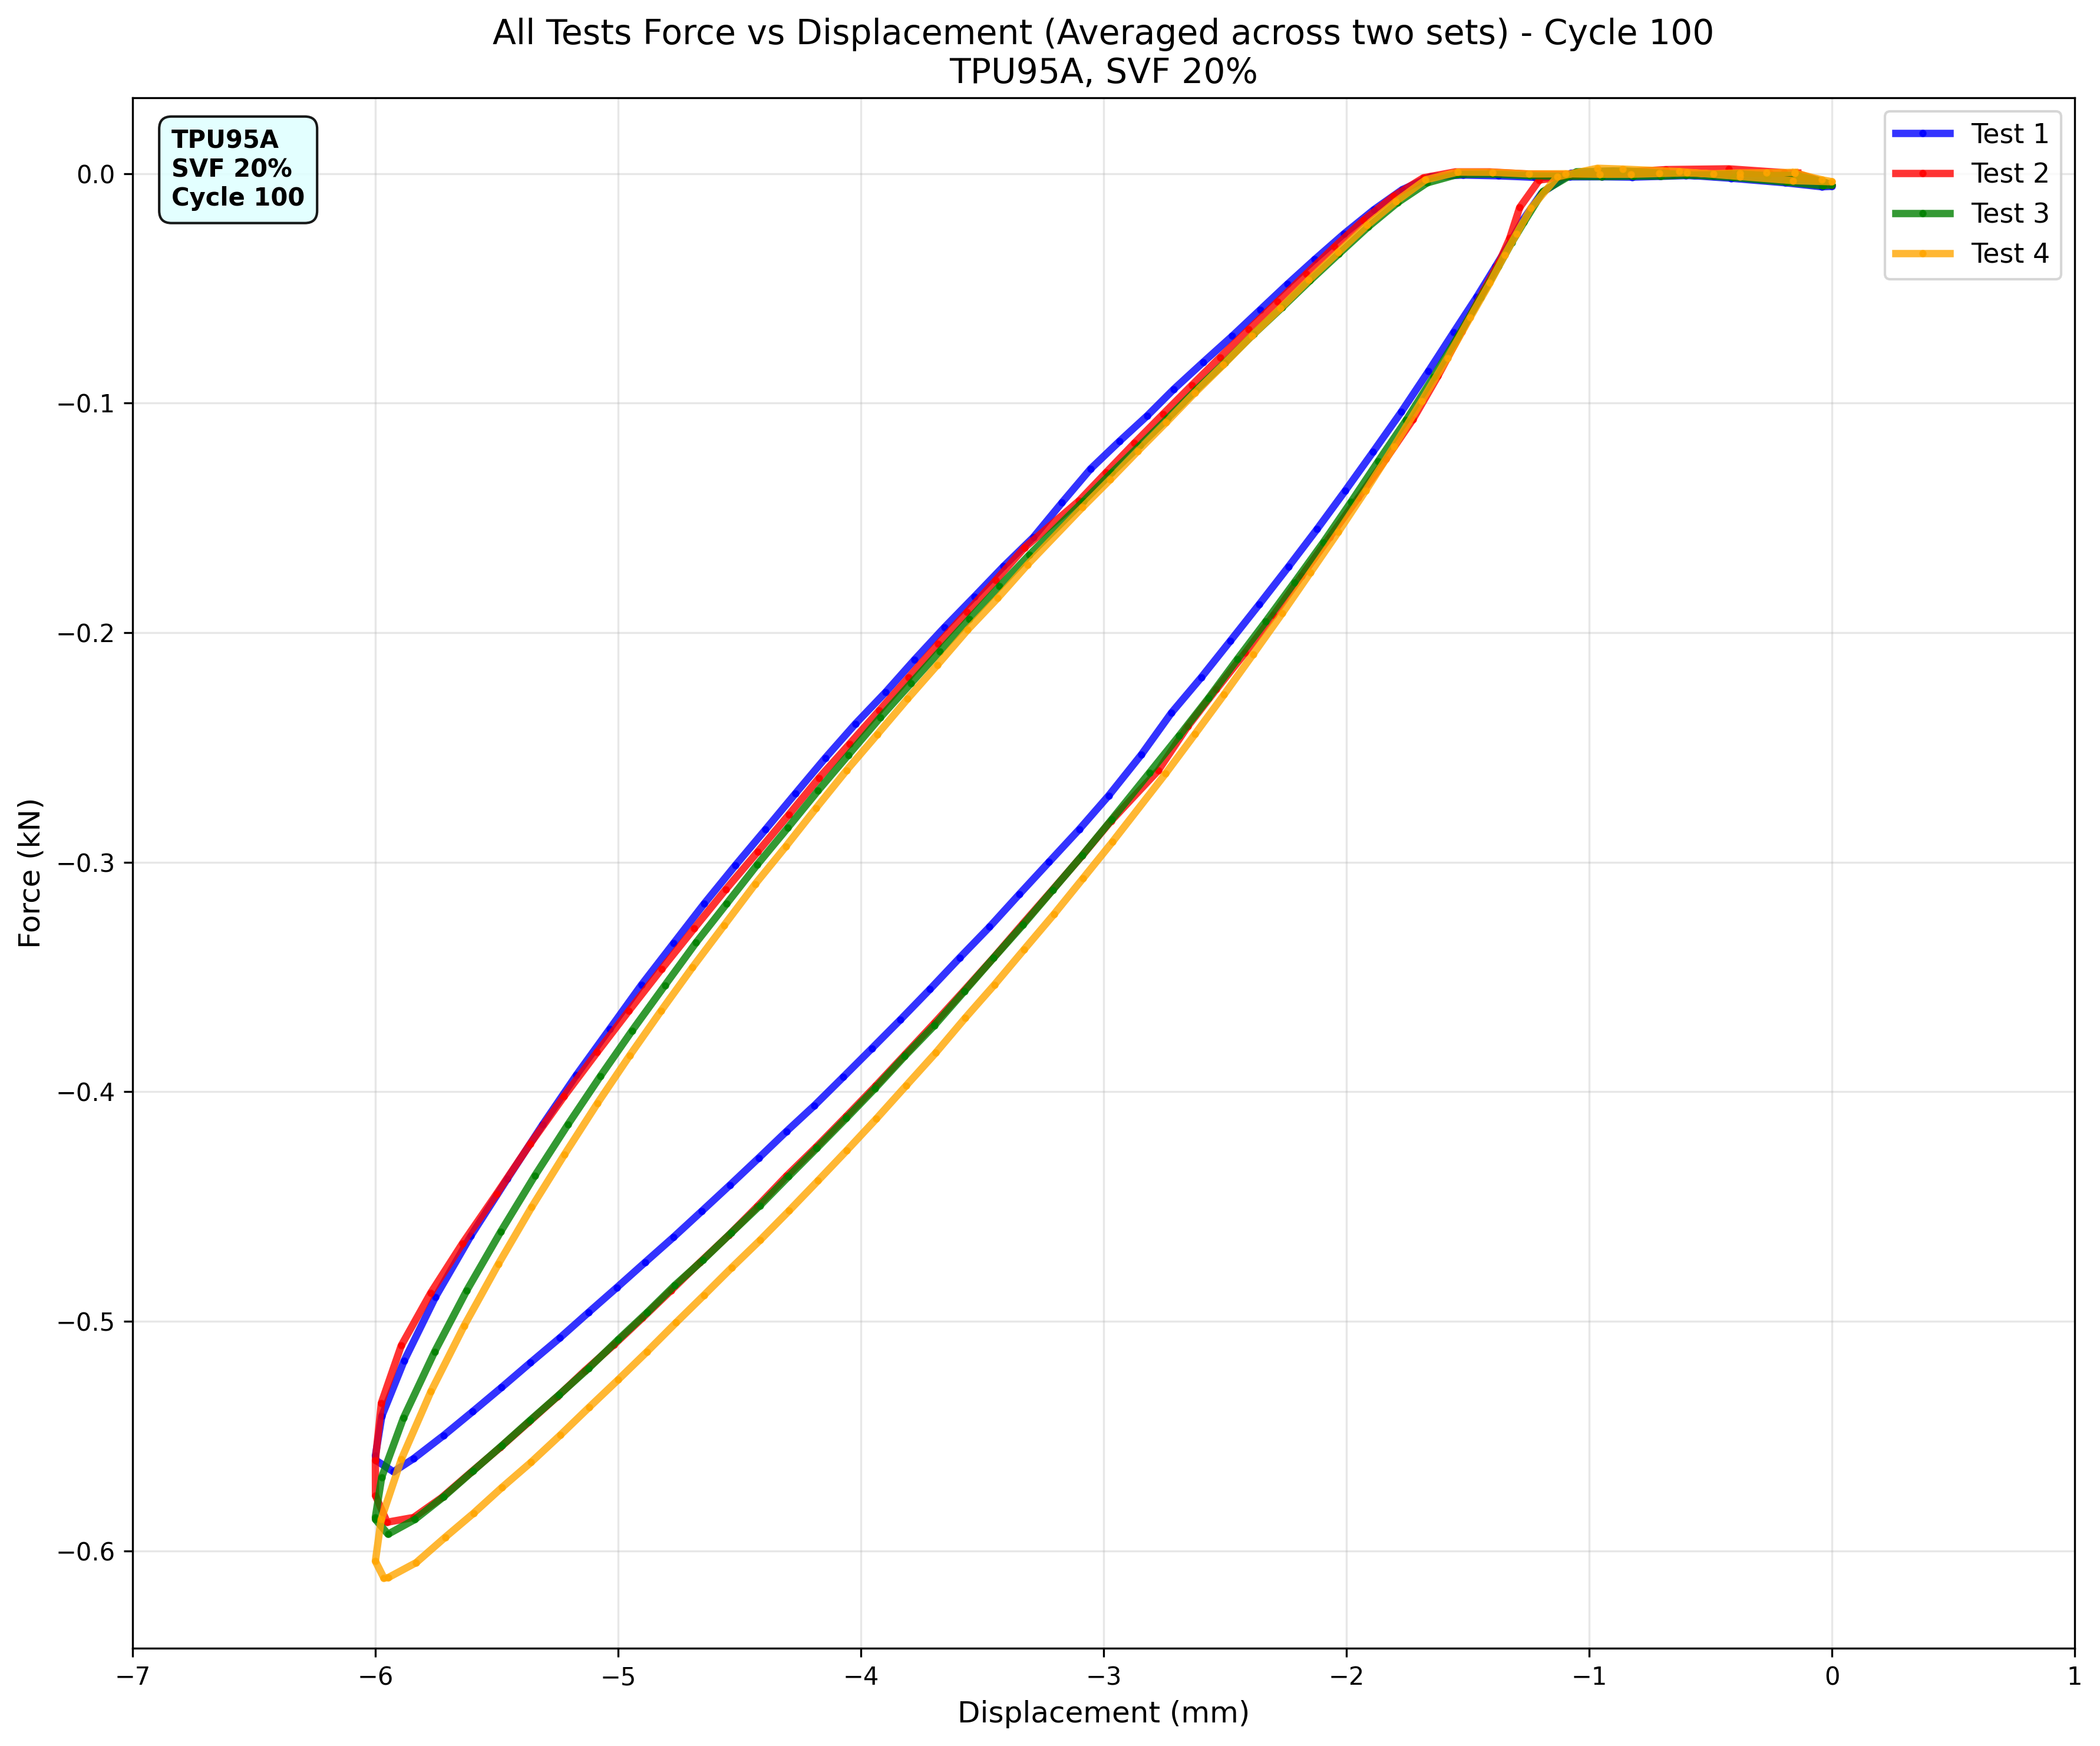 All Tests Force vs Displacement (Averaged across two sets) - Cycle 100
TPU95A, SVF 20%
TPU95A
SVF 20%
Cycle 100
Test 1
Test 2
Test 3
Test 4
0.0
−0.1
−0.2
−0.3
−0.4
−0.5
−0.6
Force (kN)
−7 −6 −5 −4 −3 −2 −1 0 1
Displacement (mm)